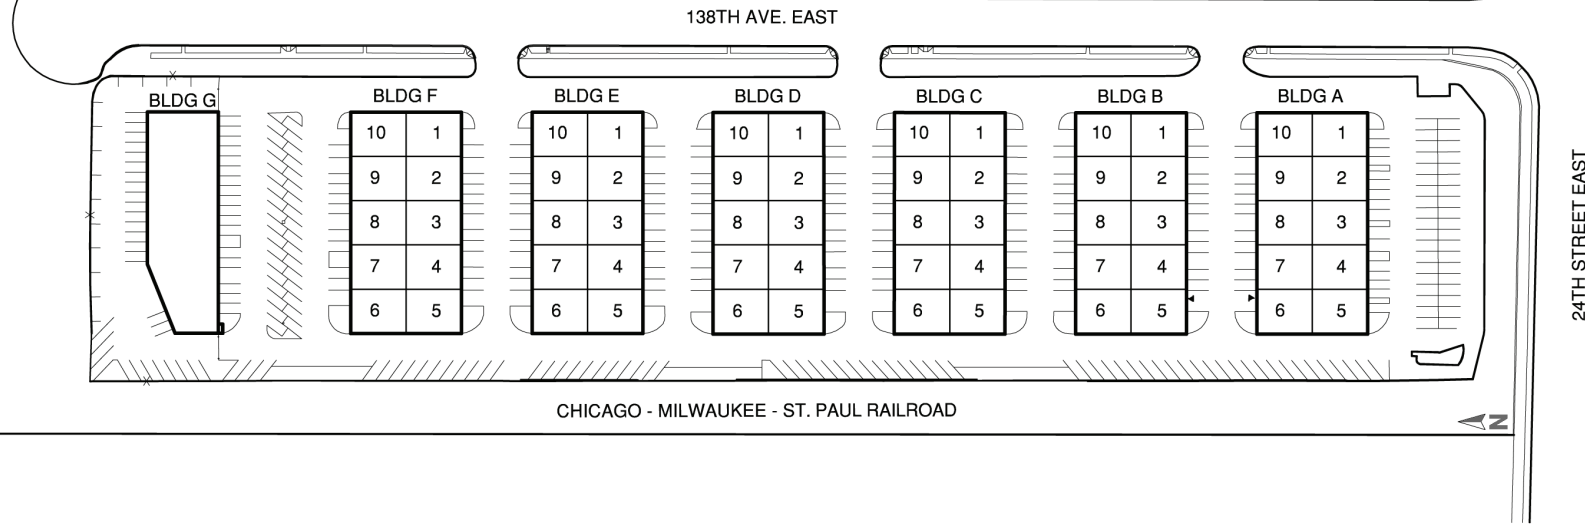 138TH AVE. EAST
BLDG G
BLDG F
BLDG E
BLDG D
BLDG C
BLDG B
BLDG A
10 1 10 1 10 1 10 1 10 1 10 1
9 2 9 2 9 2 9 2 9 2 9 2
8 3 8 3 8 3 8 3 8 3 8 3
7 4 7 4 7 4 7 4 7 4 7 4
6 5 6 5 6 5 6 5 6 5 6 5
24TH STREET EAST
CHICAGO - MILWAUKEE - ST. PAUL RAILROAD
N